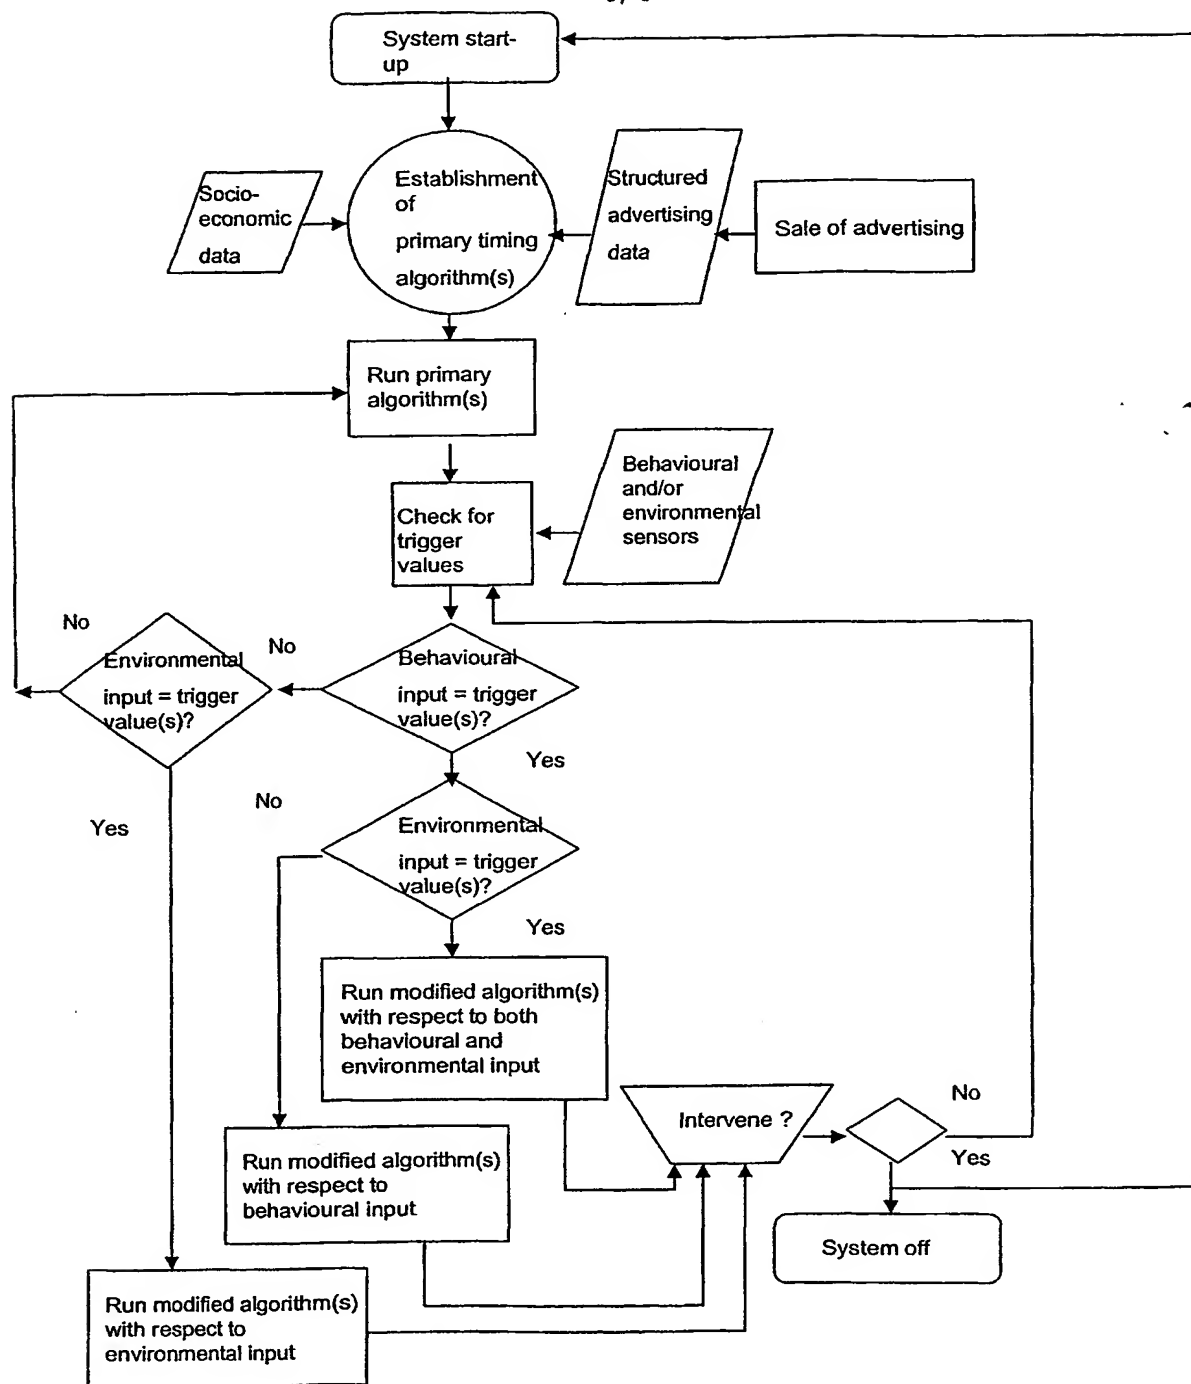 System start-
up
Establishment
of
primary timing
algorithm(s)
Socio-
economic
data
Structured
advertising
data
Sale of advertising
Run primary
algorithm(s)
Behavioural
and/or
environmental
sensors
Check for
trigger
values
No
Environmental
input = trigger
value(s)?
No
Behavioural
input = trigger
value(s)?
Yes
No
Yes
Environmental
input = trigger
value(s)?
Yes
Run modified algorithm(s)
with respect to both
behavioural and
environmental input
Intervene ?
No
Yes
Run modified algorithm(s)
with respect to
behavioural input
System off
Run modified algorithm(s)
with respect to
environmental input